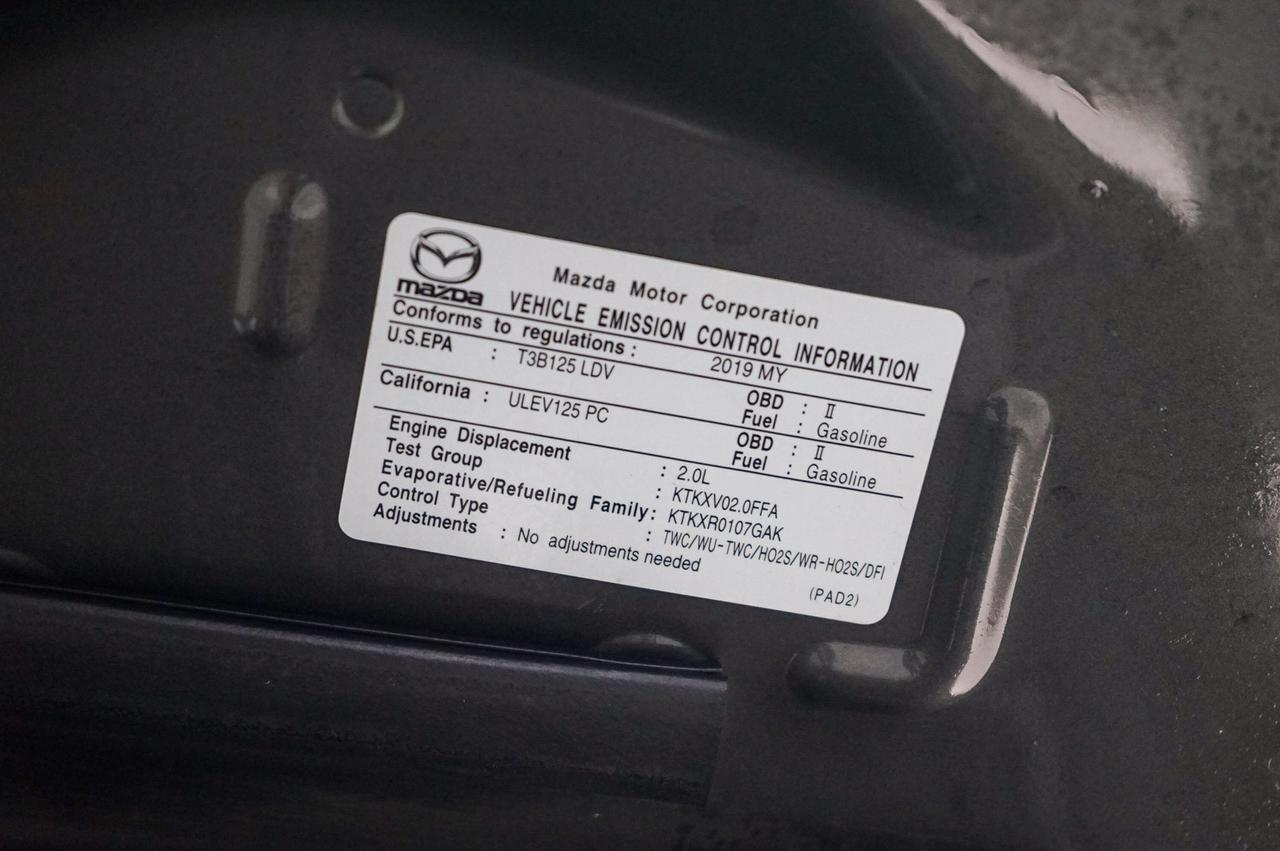 mazda
Mazda Motor Corporation
VEHICLE EMISSION CONTROL INFORMATION
Conforms to regulations : 2019 MY
U.S.EPA : T3B125 LDV OBD : Ⅱ
Fuel : Gasoline
California : ULEV125 PC OBD : Ⅱ
Fuel : Gasoline
Engine Displacement : 2.0L
Test Group : KTKXV02.0FFA
Evaporative/Refueling Family : KTKXR0107GAK
Control Type : TWC/WU-TWC/HO2S/WR-HO2S/DFI
Adjustments : No adjustments needed
(PAD2)